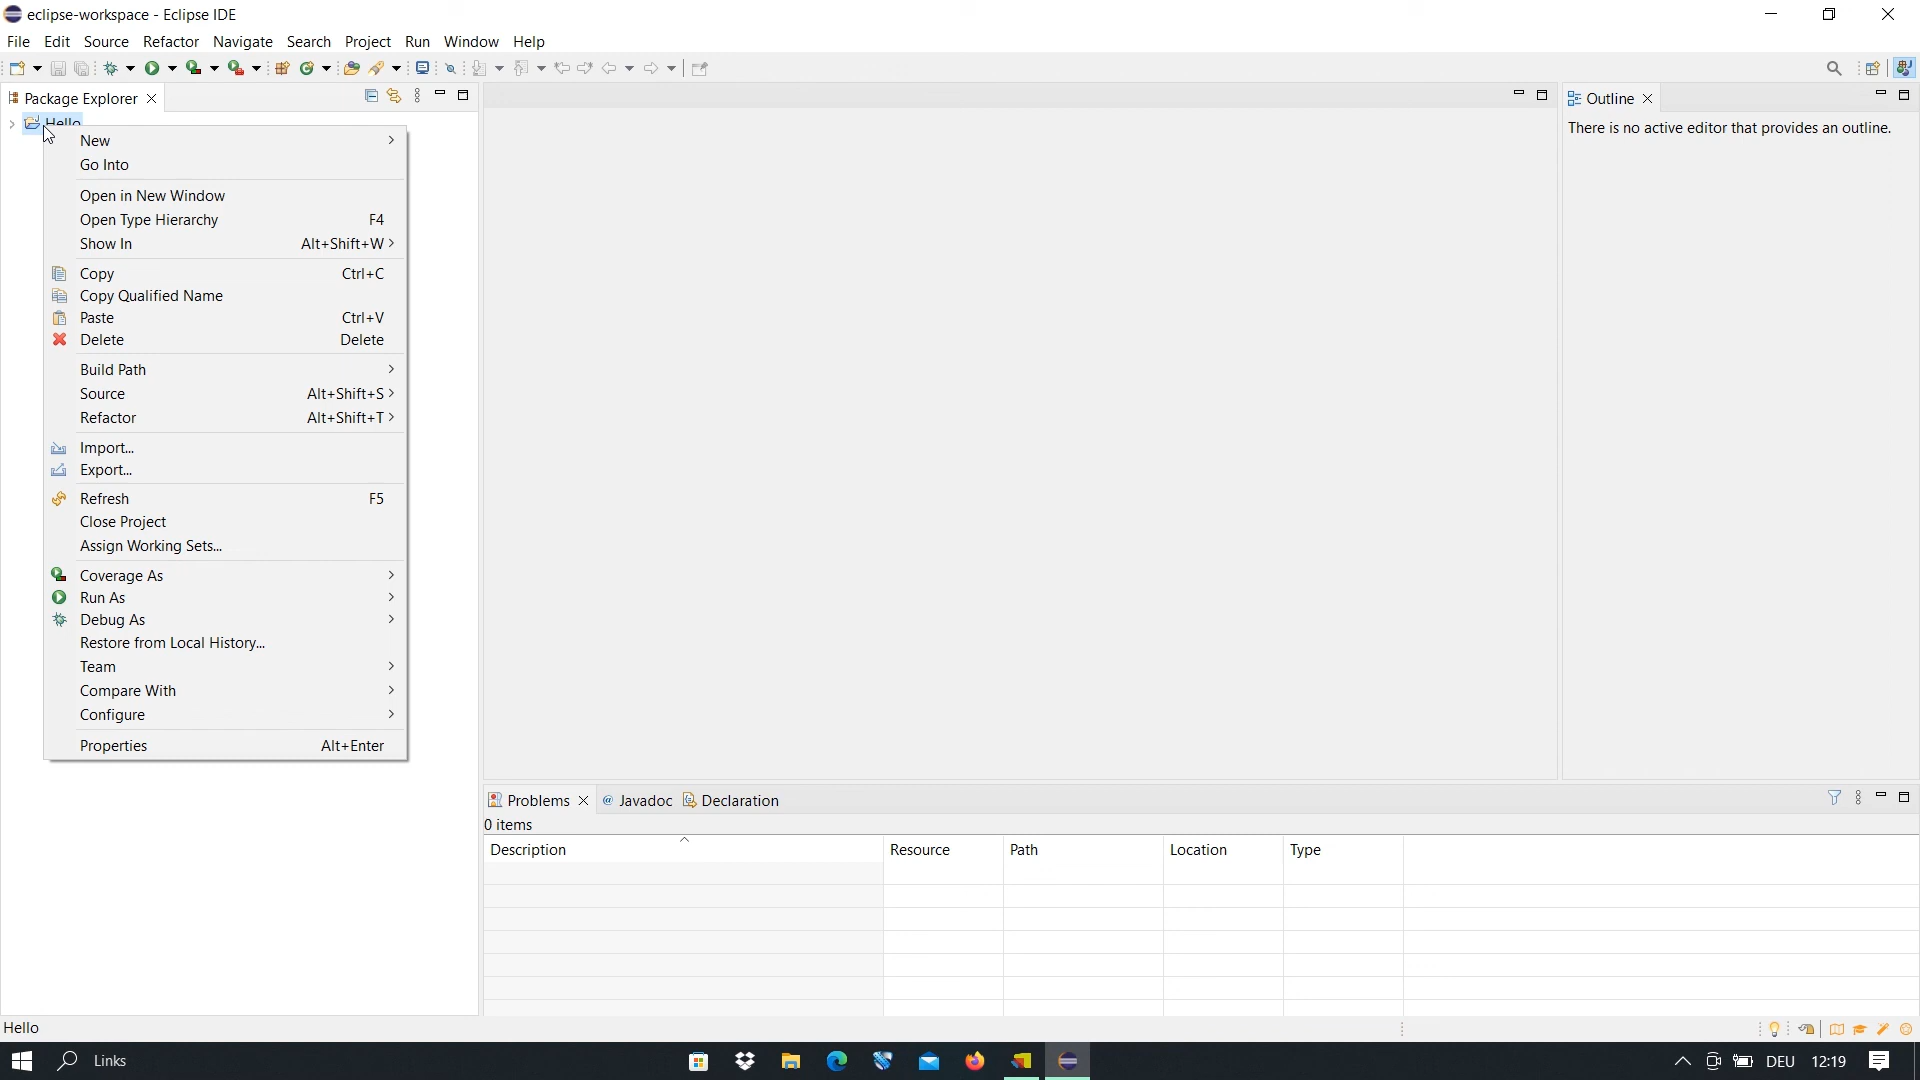 eclipse-workspace - Eclipse IDE
File Edit Source Refactor Navigate Search Project Run Window Help
Package Explorer
Outline
Hello
There is no active editor that provides an outline.
New
Go Into
Open in New Window
Open Type Hierarchy F4
Show In Alt+Shift+W
Copy Ctrl+C
Copy Qualified Name
Paste Ctrl+V
Delete Delete
Build Path
Source Alt+Shift+S
Refactor Alt+Shift+T
Import...
Export...
Refresh F5
Close Project
Assign Working Sets...
Coverage As
Run As
Debug As
Restore from Local History...
Team
Compare With
Configure
Properties Alt+Enter
Problems @ Javadoc Declaration
0 items
Description Resource Path Location Type
Hello
Links DEU 12:19